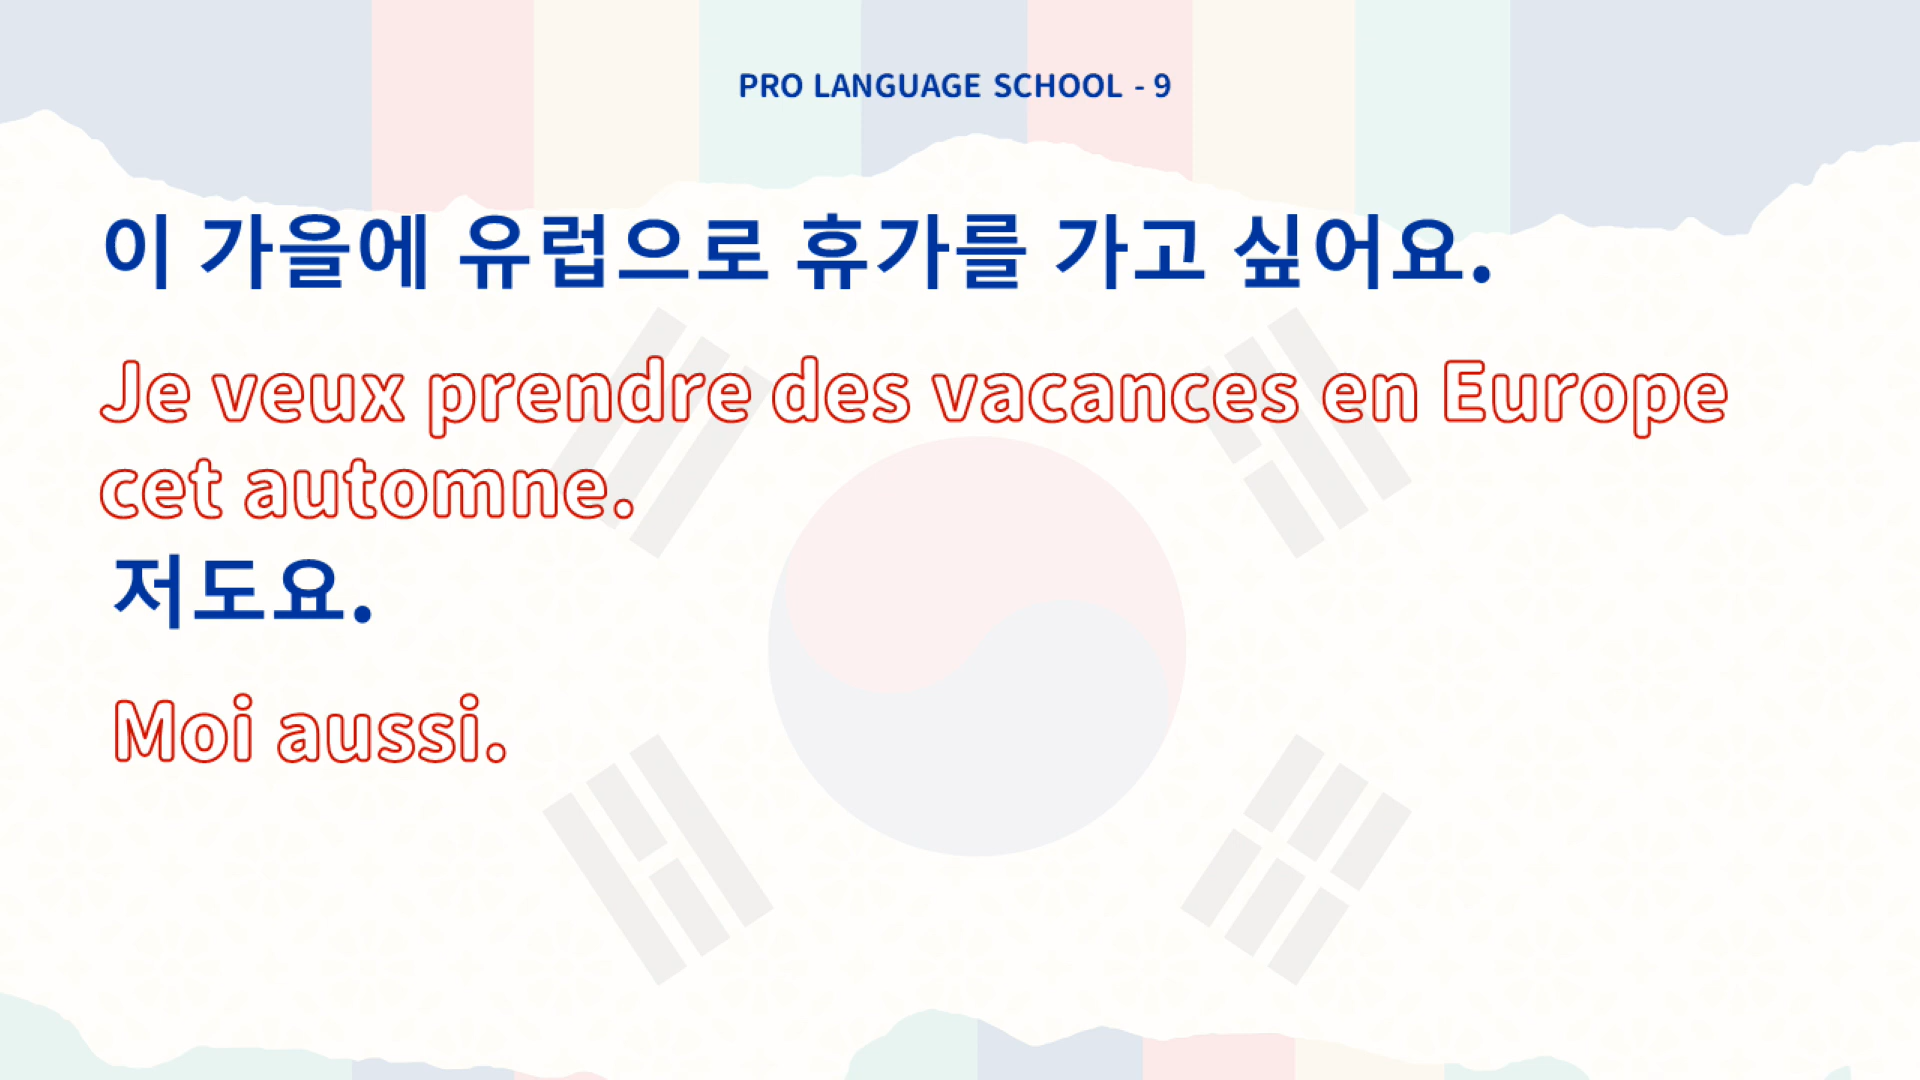 PRO LANGUAGE SCHOOL - 9
이 가을에 유럽으로 휴가를 가고 싶어요.
Je veux prendre des vacances en Europe
cet automne.
저도요.
Moi aussi.